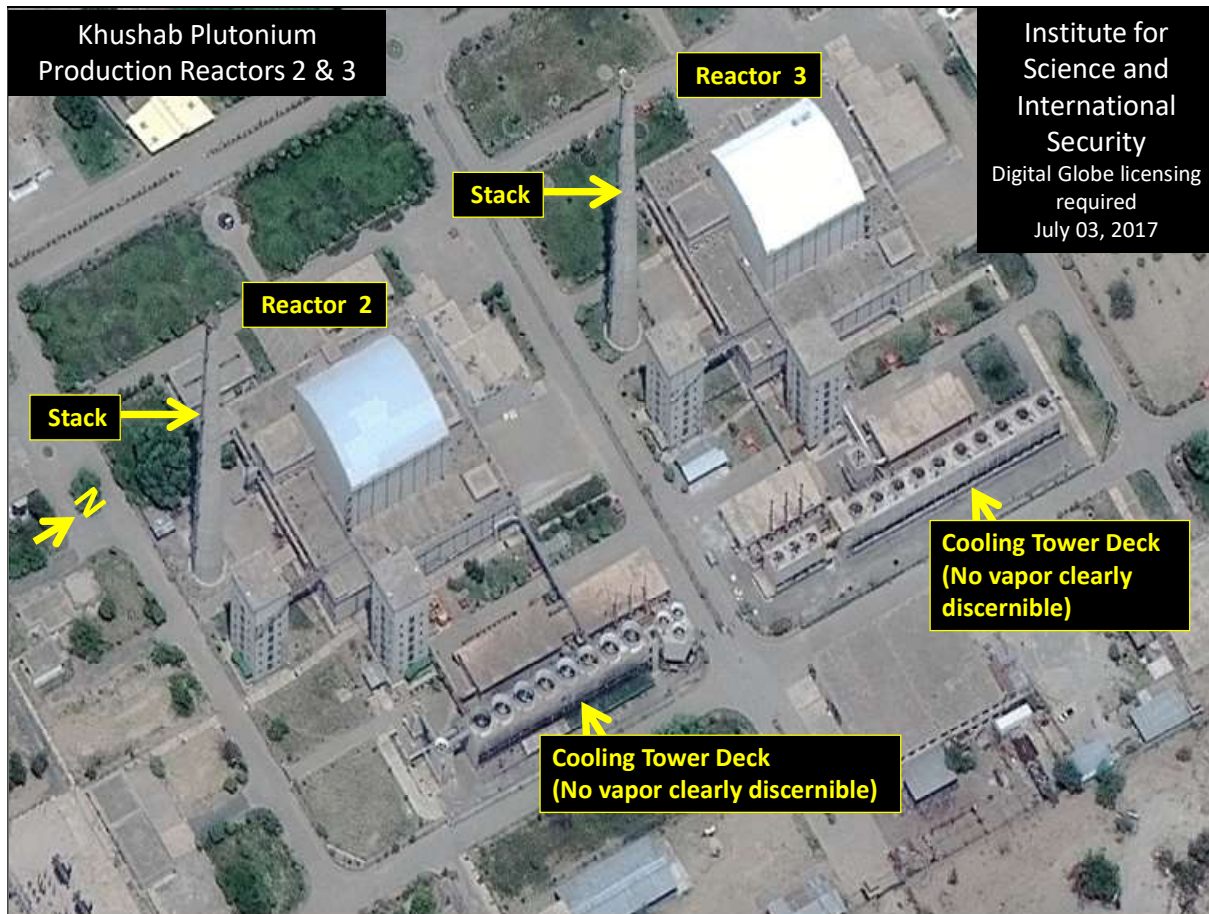 Khushab Plutonium
Production Reactors 2 & 3
Institute for
Science and
International
Security
Digital Globe licensing
required
July 03, 2017
Reactor 3
Stack
Reactor 2
Stack
N
Cooling Tower Deck
(No vapor clearly
discernible)
Cooling Tower Deck
(No vapor clearly discernible)